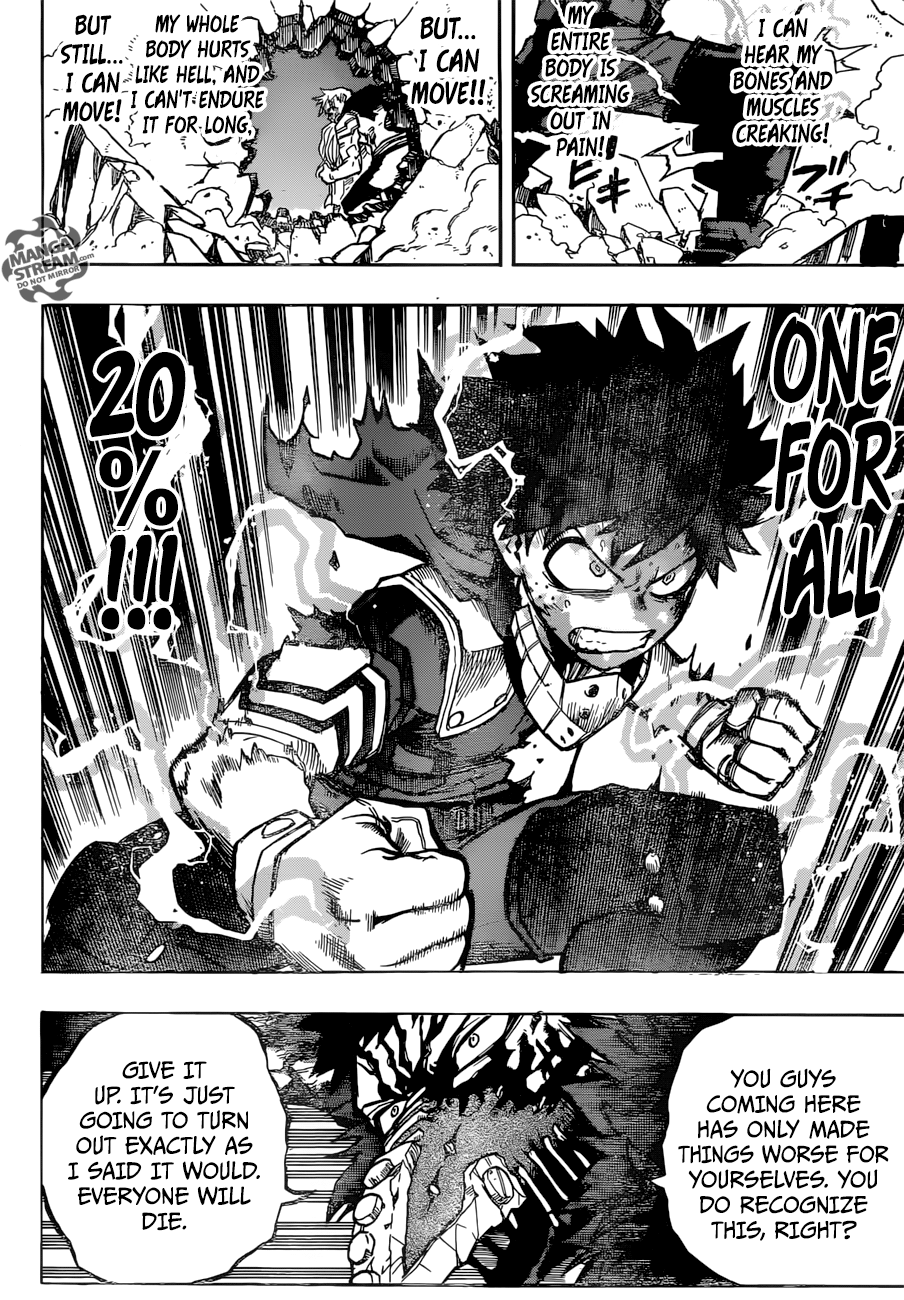 I CAN
HEAR MY
BONES AND
MUSCLES
CREAKING!
MY
ENTIRE
BODY IS
SCREAMING
OUT IN
PAIN!!
ブチッ
ビキ
BUT...
I CAN
MOVE!!
MY WHOLE
BODY HURTS
LIKE HELL, AND
I CAN'T ENDURE
IT FOR LONG,
BUT
STILL...
I CAN
MOVE!
MANGA
STREAM.com
DO NOT MIRROR
ONE
FOR
ALL
20
%
!!!
YOU GUYS
COMING HERE
HAS ONLY MADE
THINGS WORSE FOR
YOURSELVES. YOU
DO RECOGNIZE
THIS, RIGHT?
GIVE IT
UP. IT'S JUST
GOING TO TURN
OUT EXACTLY AS
I SAID IT WOULD.
EVERYONE WILL
DIE.